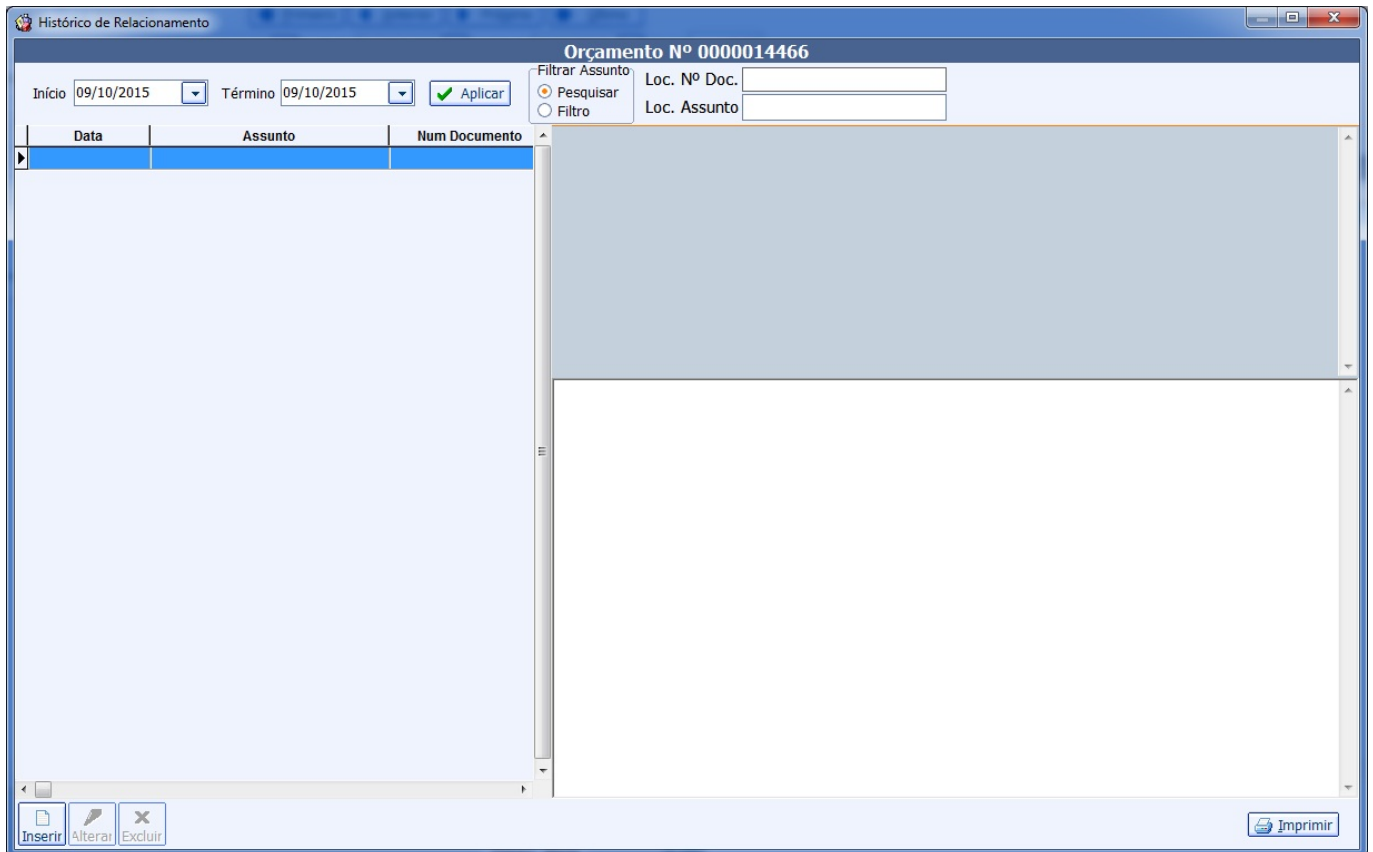 Histórico de Relacionamento
Orçamento Nº 0000014466
Início 09/10/2015 Término 09/10/2015 Aplicar
Filtrar Assunto
Pesquisar
Filtro
Loc. Nº Doc.
Loc. Assunto
Data Assunto Num Documento
Inserir Alterar Excluir
Imprimir